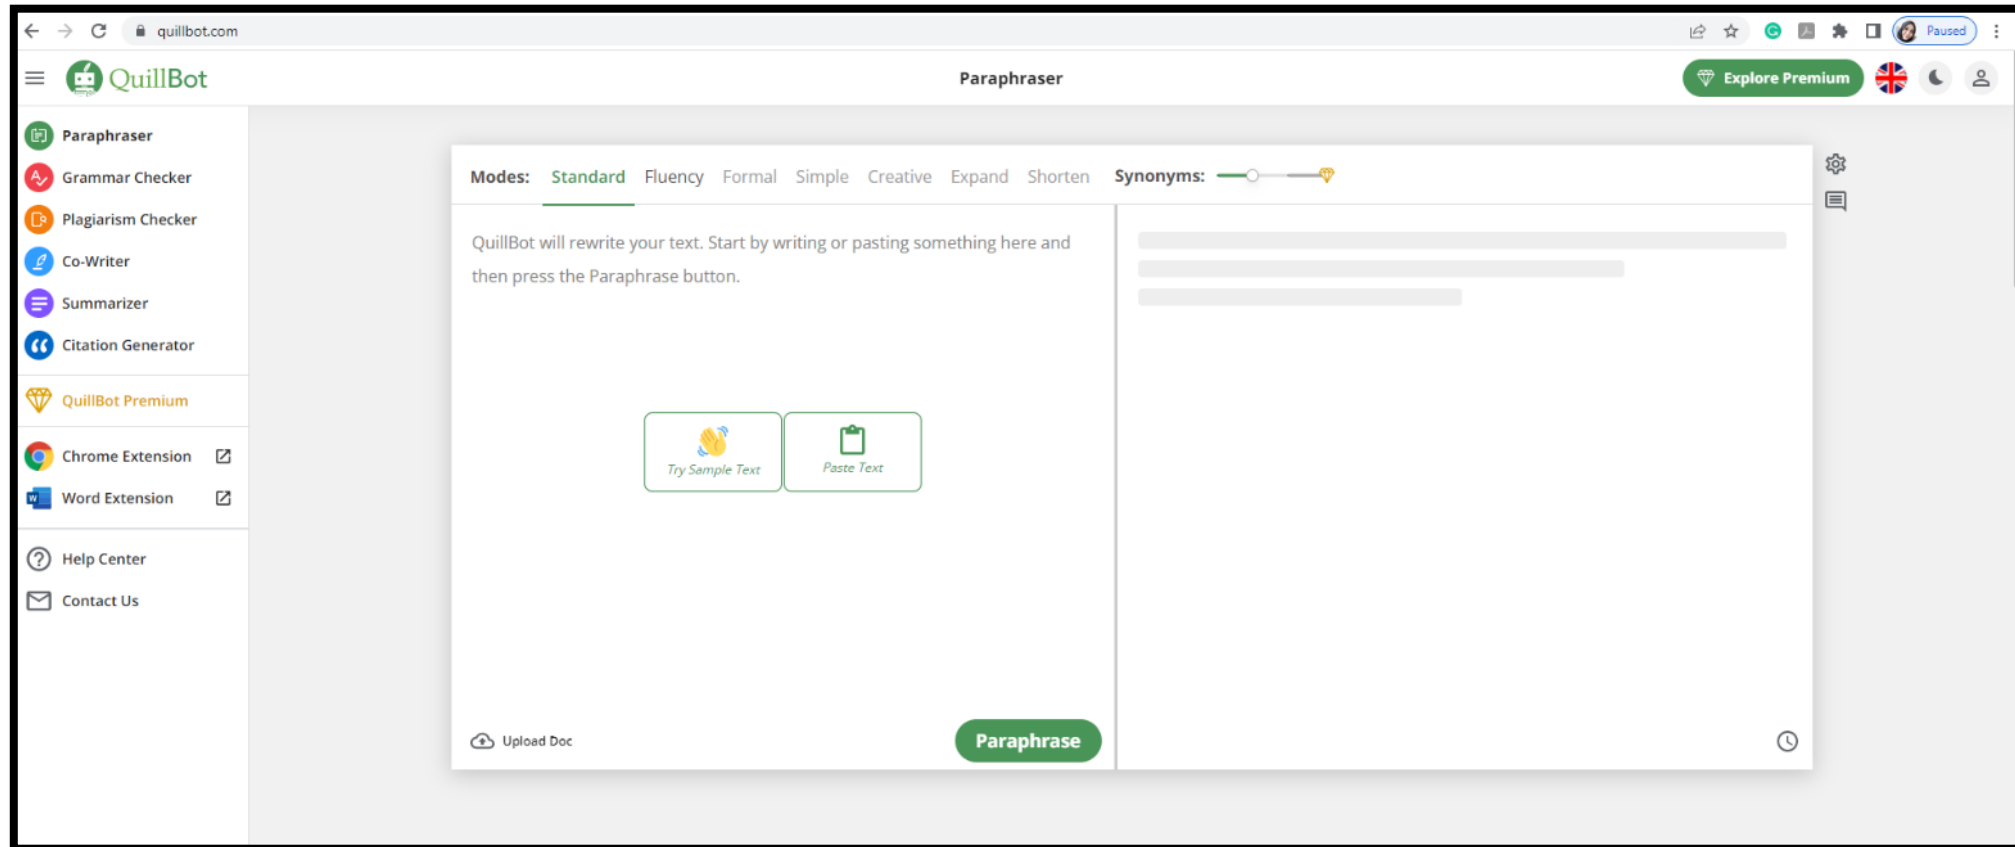 quillbot.com
Paused
QuillBot
Paraphraser
Explore Premium
Paraphraser
Grammar Checker
Plagiarism Checker
Co-Writer
Summarizer
Citation Generator
QuillBot Premium
Chrome Extension
Word Extension
Help Center
Contact Us
Modes: Standard Fluency Formal Simple Creative Expand Shorten Synonyms:
QuillBot will rewrite your text. Start by writing or pasting something here and
then press the Paraphrase button.
Try Sample Text
Paste Text
Upload Doc
Paraphrase